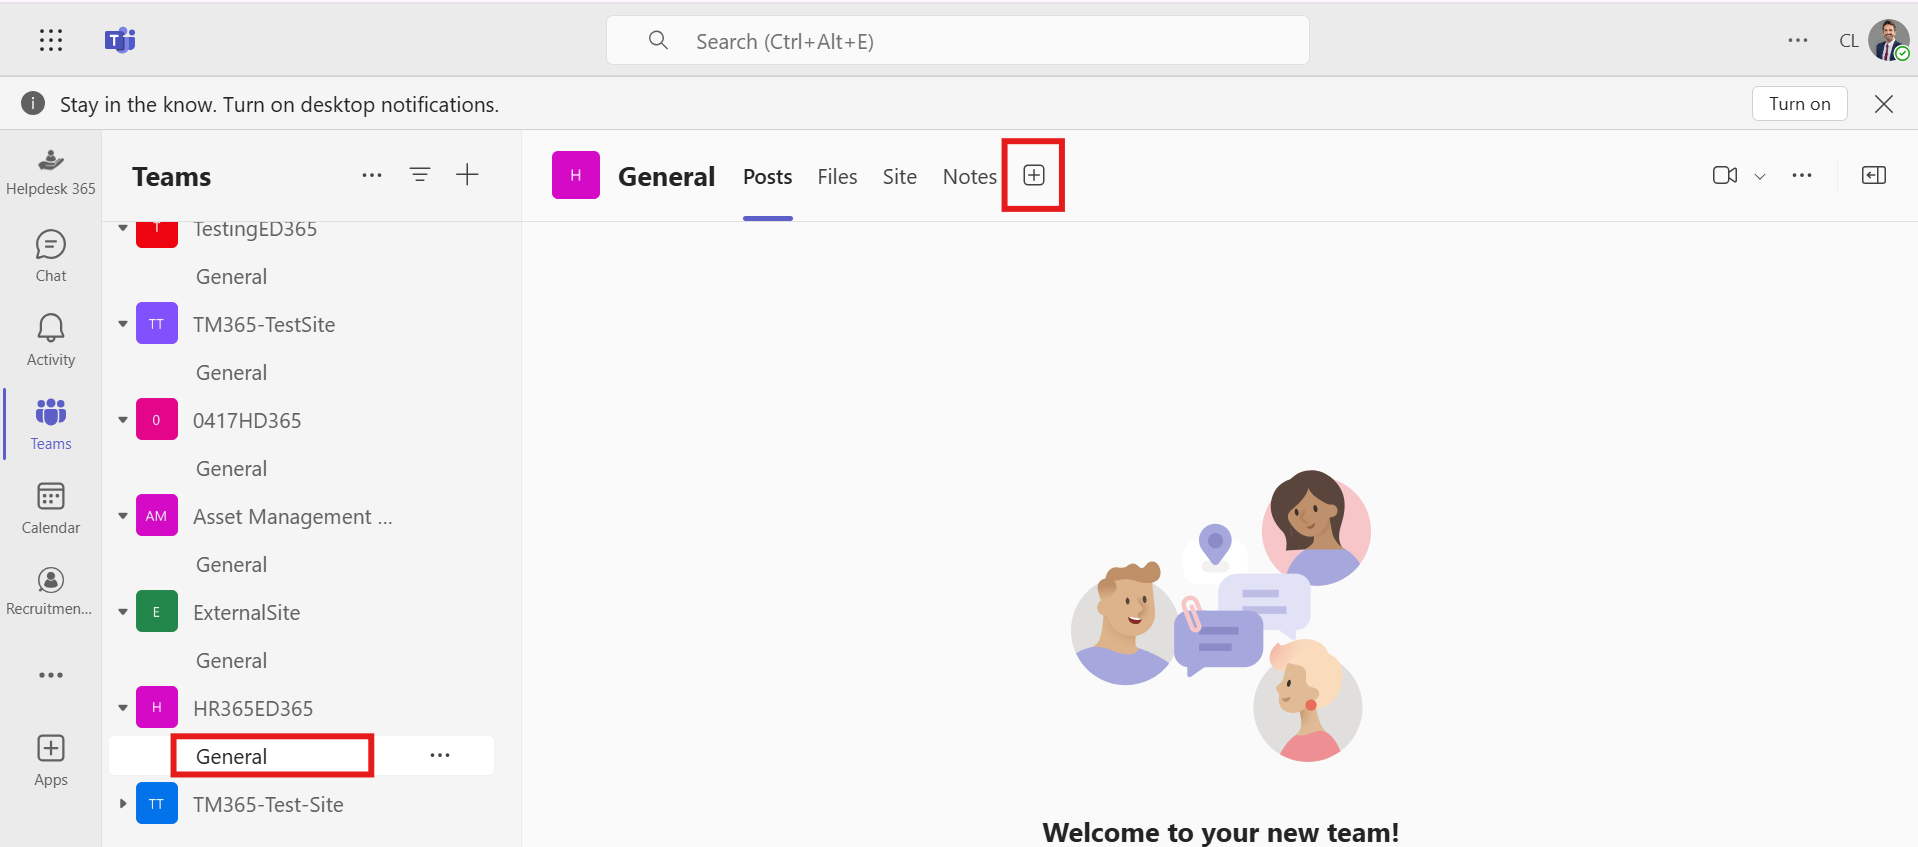 T
Search (Ctrl+Alt+E)
CL
Stay in the know. Turn on desktop notifications.
Turn on
Helpdesk 365
Chat
Activity
Teams
Calendar
Recruitmen...
Apps
Teams
T TestingED365
General
TT TM365-TestSite
General
0 0417HD365
General
AM Asset Management ...
General
E ExternalSite
General
H HR365ED365
General
TT TM365-Test-Site
H General Posts Files Site Notes
Welcome to your new team!